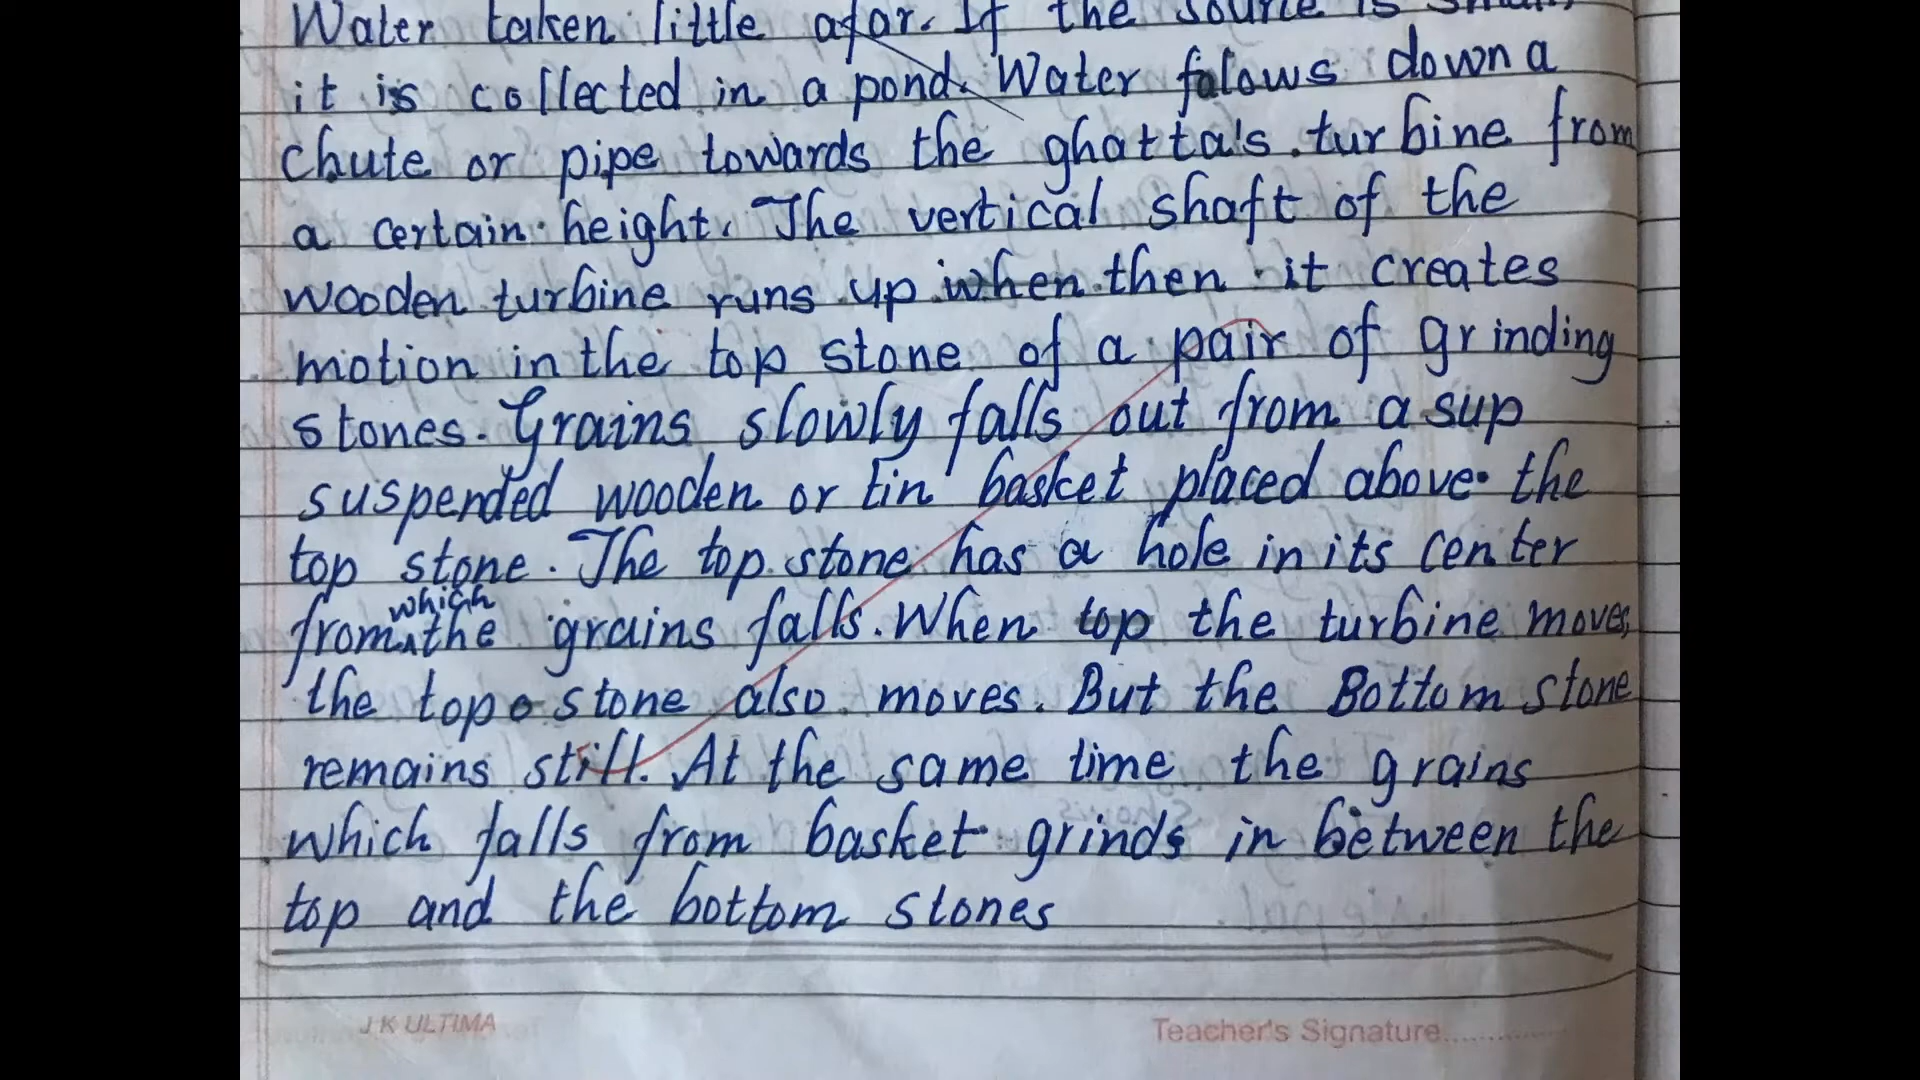 Water taken little afar. If the source is small,
it is collected in a pond. Water folows down a
chute or pipe towards the ghatta's turbine from
a certain height. The vertical shaft of the
wooden turbine runs up when then it creates
motion in the top stone of a pair of grinding
stones. Grains slowly falls out from a sup
suspended wooden or tin basket placed above the
top stone. The top stone has a hole in its center
which
from the grains falls. When top the turbine moves,
the top stone also moves. But the Bottom stone
remains still. At the same time the grains
which falls from basket grinds in between the
top and the bottom stones
J K ULTIMA
Teacher's Signature..............